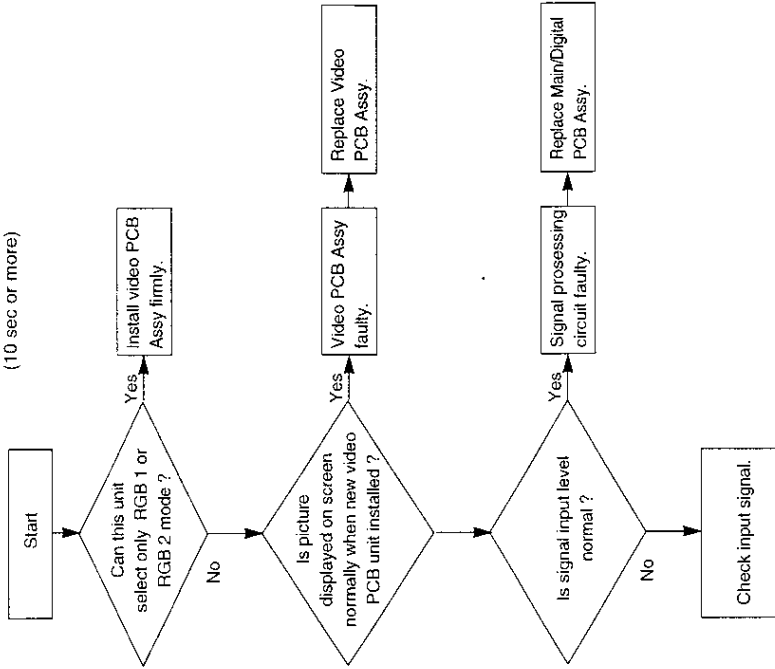 (10 sec or more)
Start
Can this unit
select only RGB 1 or
RGB 2 mode ?
Yes
Install video PCB
Assy firmly.
No
Is picture
displayed on screen
normally when new video
PCB unit installed ?
Yes
Video PCB Assy
faulty.
Replace Video
PCB Assy.
Is signal input level
normal ?
Yes
Signal prosessing
circuit faulty.
Replace Main/Digital
PCB Assy.
No
Check input signal.